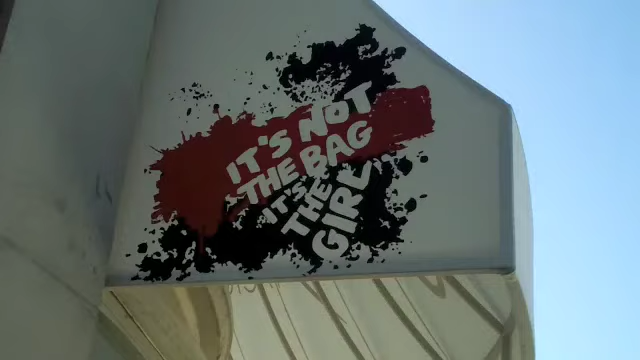 IT'S NOT
THE BAG
IT'S
THE
GIRL